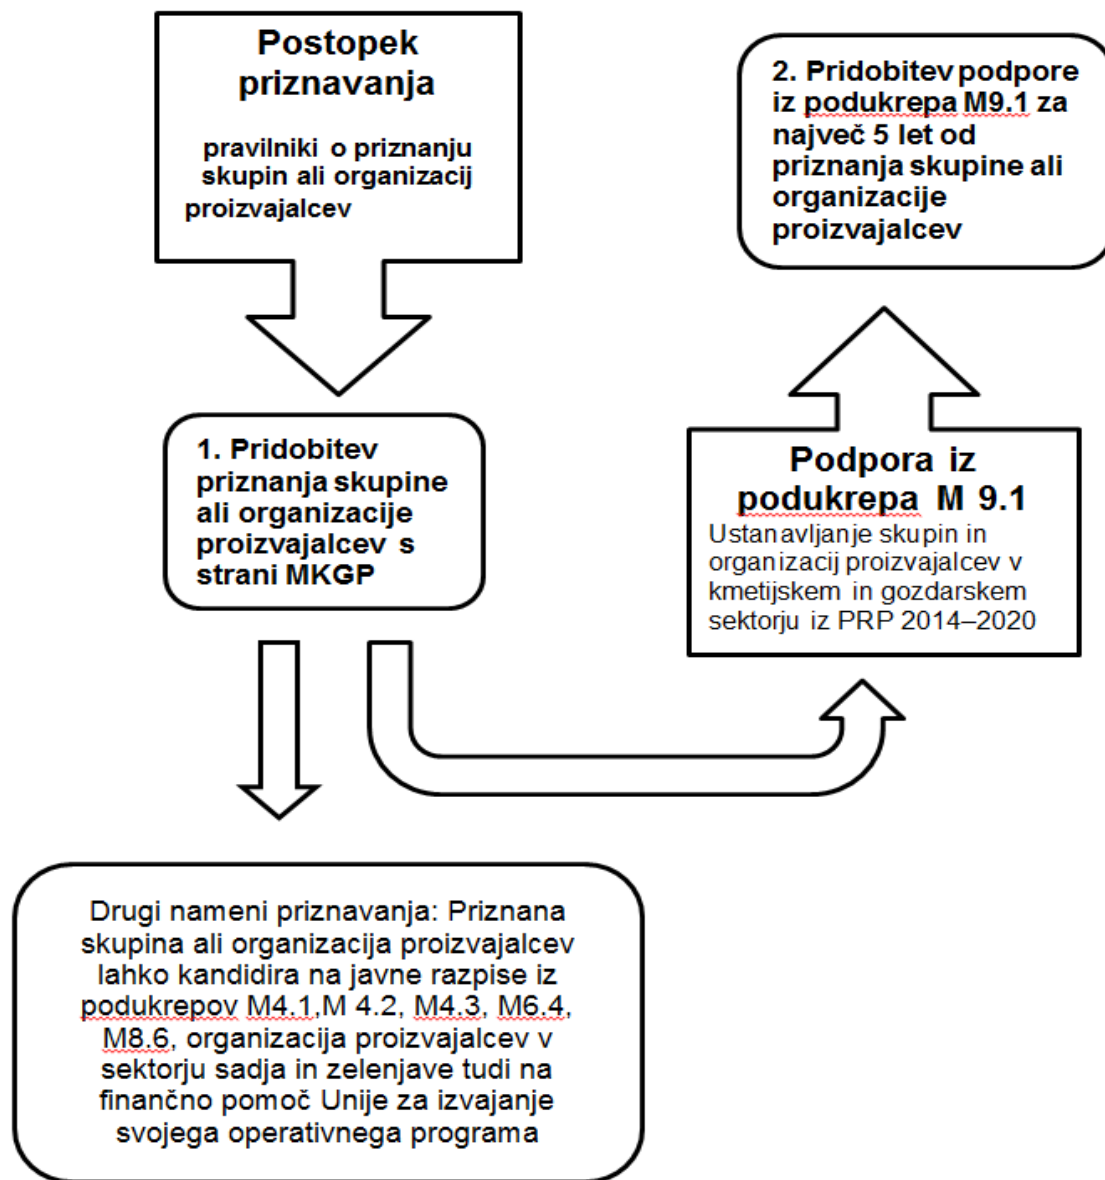 Postopek
priznavanja
pravilniki o priznanju
skupin ali organizacij
proizvajalcev
1. Pridobitev
priznanja skupine
ali organizacije
proizvajalcev s
strani MKGP
Drugi nameni priznavanja: Priznana
skupina ali organizacija proizvajalcev
lahko kandidira na javne razpise iz
podukrepov M4.1,M 4.2, M4.3, M6.4,
M8.6, organizacija proizvajalcev v
sektorju sadja in zelenjave tudi na
finančno pomoč Unije za izvajanje
svojega operativnega programa
Podpora iz
podukrepa M 9.1
Ustanavljanje skupin in
organizacij proizvajalcev v
kmetijskem in gozdarskem
sektorju iz PRP 2014–2020
2. Pridobitev podpore
iz podukrepa M9.1 za
največ 5 let od
priznanja skupine ali
organizacije
proizvajalcev